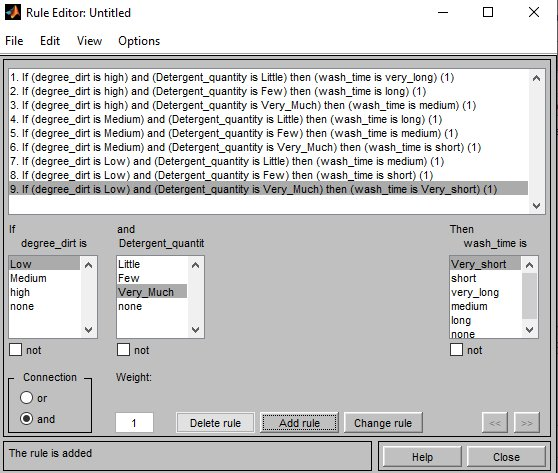 Rule Editor: Untitled
File Edit View Options
1. If (degree_dirt is high) and (Detergent_quantity is Little) then (wash_time is very_long) (1)
2. If (degree_dirt is high) and (Detergent_quantity is Few) then (wash_time is long) (1)
3. If (degree_dirt is high) and (Detergent_quantity is Very_Much) then (wash_time is medium) (1)
4. If (degree_dirt is Medium) and (Detergent_quantity is Little) then (wash_time is long) (1)
5. If (degree_dirt is Medium) and (Detergent_quantity is Few) then (wash_time is medium) (1)
6. If (degree_dirt is Medium) and (Detergent_quantity is Very_Much) then (wash_time is short) (1)
7. If (degree_dirt is Low) and (Detergent_quantity is Little) then (wash_time is medium) (1)
8. If (degree_dirt is Low) and (Detergent_quantity is Few) then (wash_time is short) (1)
9. If (degree_dirt is Low) and (Detergent_quantity is Very_Much) then (wash_time is Very_short) (1)
If and Then
degree_dirt is Detergent_quantit wash_time is
Low Little Very_short
Medium Few short
high Very_Much very_long
none none medium
long
none
not not not
Connection Weight:
or
and 1 Delete rule Add rule Change rule << >>
The rule is added Help Close